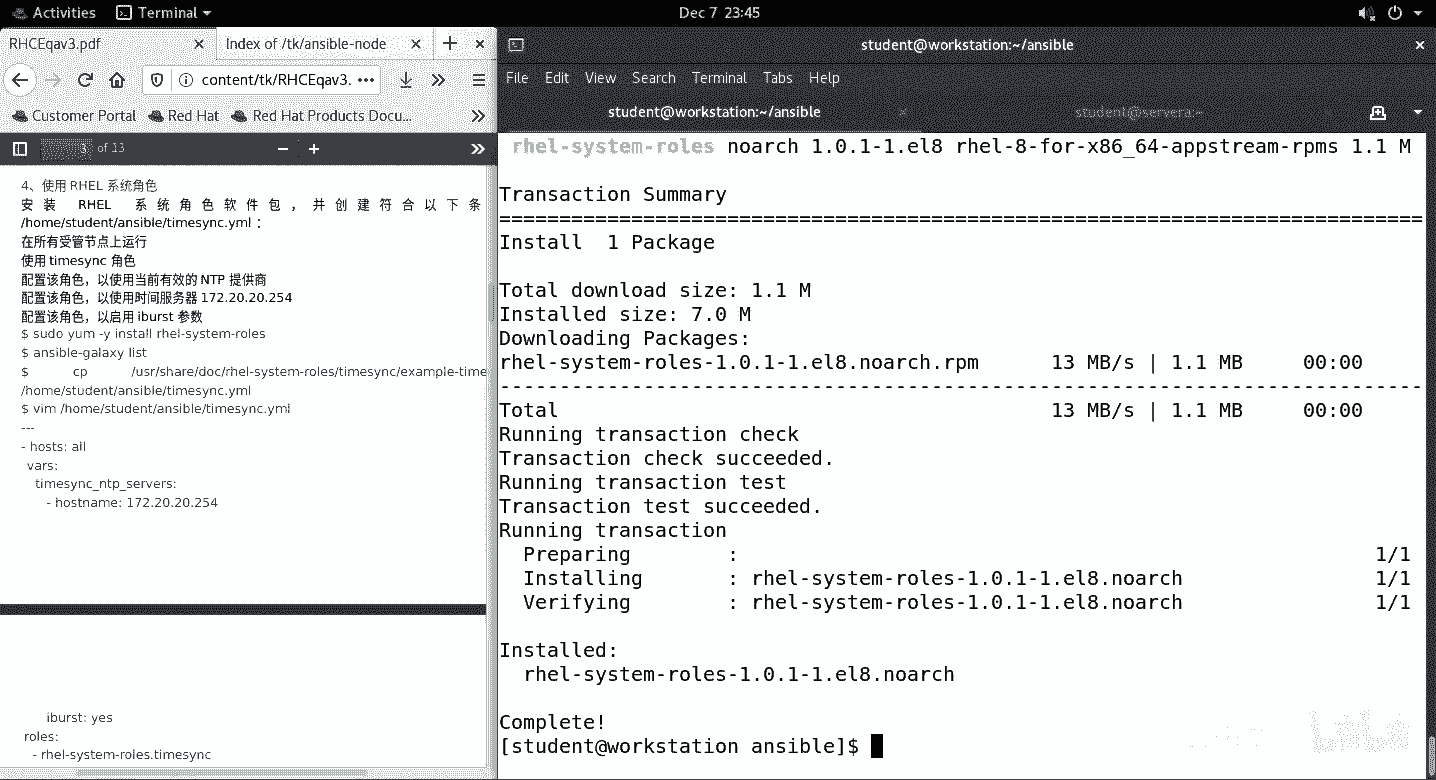 Activities Terminal Dec 7 23:45
RHCEqav3.pdf Index of /tk/ansible-node
content/tk/RHCEqav3.
Customer Portal Red Hat Red Hat Products Docu...
3 of 13
4、使用 RHEL 系统角色
安 装 RHEL 系 统 角 色 软 件 包 ， 并 创 建 符 合 以 下 条
/home/student/ansible/timesync.yml：
在所有受管节点上运行
使用 timesync 角色
配置该角色，以使用当前有效的 NTP 提供商
配置该角色，以使用时间服务器 172.20.20.254
配置该角色，以启用 iburst 参数
$ sudo yum -y install rhel-system-roles
$ ansible-galaxy list
$ cp /usr/share/doc/rhel-system-roles/timesync/example-time
/home/student/ansible/timesync.yml
$ vim /home/student/ansible/timesync.yml
---
- hosts: all
vars:
timesync_ntp_servers:
- hostname: 172.20.20.254
iburst: yes
roles:
- rhel-system-roles.timesync
student@workstation:~/ansible
File Edit View Search Terminal Tabs Help
student@workstation:~/ansible student@servera:~
rhel-system-roles noarch 1.0.1-1.el8 rhel-8-for-x86_64-appstream-rpms 1.1 M
Transaction Summary
================================================================================
Install 1 Package
Total download size: 1.1 M
Installed size: 7.0 M
Downloading Packages:
rhel-system-roles-1.0.1-1.el8.noarch.rpm 13 MB/s | 1.1 MB 00:00
--------------------------------------------------------------------------------
Total 13 MB/s | 1.1 MB 00:00
Running transaction check
Transaction check succeeded.
Running transaction test
Transaction test succeeded.
Running transaction
Preparing : 1/1
Installing : rhel-system-roles-1.0.1-1.el8.noarch 1/1
Verifying : rhel-system-roles-1.0.1-1.el8.noarch 1/1
Installed:
rhel-system-roles-1.0.1-1.el8.noarch
Complete!
[student@workstation ansible]$